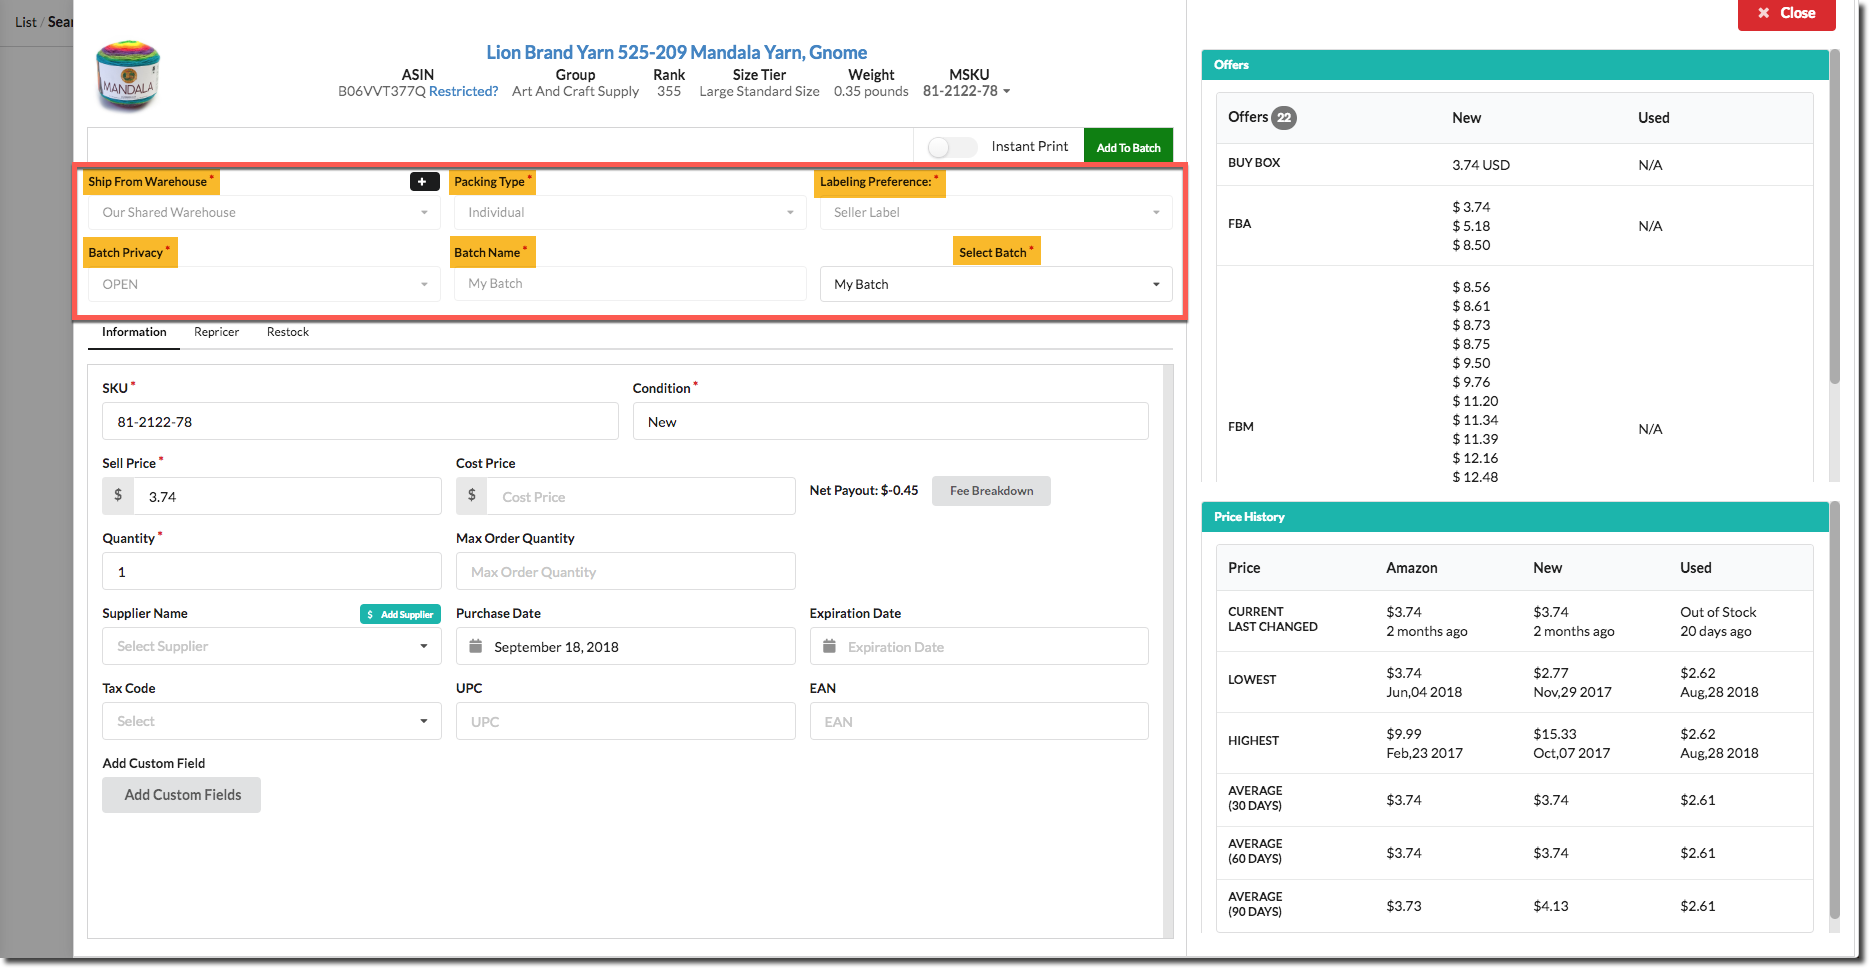 List / Sear
Close
MANDALA
Lion Brand Yarn 525-209 Mandala Yarn, Gnome
ASIN Group Rank Size Tier Weight MSKU
B06VVT377Q Restricted? Art And Craft Supply 355 Large Standard Size 0.35 pounds 81-2122-78
Instant Print Add To Batch
Ship From Warehouse * + Packing Type * Labeling Preference: *
Our Shared Warehouse Individual Seller Label
Batch Privacy * Batch Name * Select Batch *
OPEN My Batch My Batch
Information Repricer Restock
SKU * Condition *
81-2122-78 New
Sell Price * Cost Price
$ 3.74 $ Cost Price Net Payout: $-0.45 Fee Breakdown
Quantity * Max Order Quantity
1 Max Order Quantity
Supplier Name $ Add Supplier Purchase Date Expiration Date
Select Supplier September 18, 2018 Expiration Date
Tax Code UPC EAN
Select UPC EAN
Add Custom Field
Add Custom Fields
Offers
Offers 22 New Used
BUY BOX 3.74 USD N/A
FBA $ 3.74 N/A
$ 5.18
$ 8.50
FBM $ 8.56 N/A
$ 8.61
$ 8.73
$ 8.75
$ 9.50
$ 9.76
$ 11.20
$ 11.34
$ 11.39
$ 12.16
$ 12.48
Price History
Price Amazon New Used
CURRENT $3.74 $3.74 Out of Stock
LAST CHANGED 2 months ago 2 months ago 20 days ago
LOWEST $3.74 $2.77 $2.62
Jun,04 2018 Nov,29 2017 Aug,28 2018
HIGHEST $9.99 $15.33 $2.62
Feb,23 2017 Oct,07 2017 Aug,28 2018
AVERAGE
(30 DAYS) $3.74 $3.74 $2.61
AVERAGE
(60 DAYS) $3.74 $3.74 $2.61
AVERAGE
(90 DAYS) $3.73 $4.13 $2.61